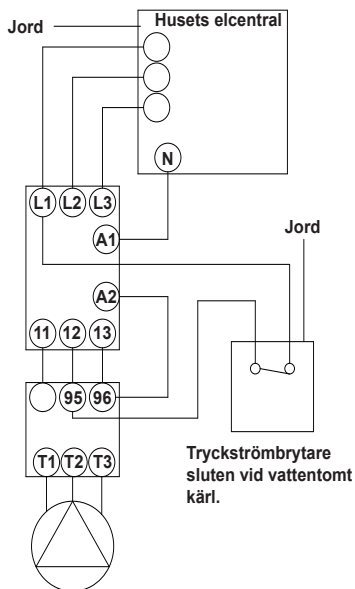 Jord
Husets elcentral
N
L1 L2 L3
A1
Jord
A2
11 12 13
95 96
T1 T2 T3
Tryckströmbrytare
sluten vid vattentomt
kärl.